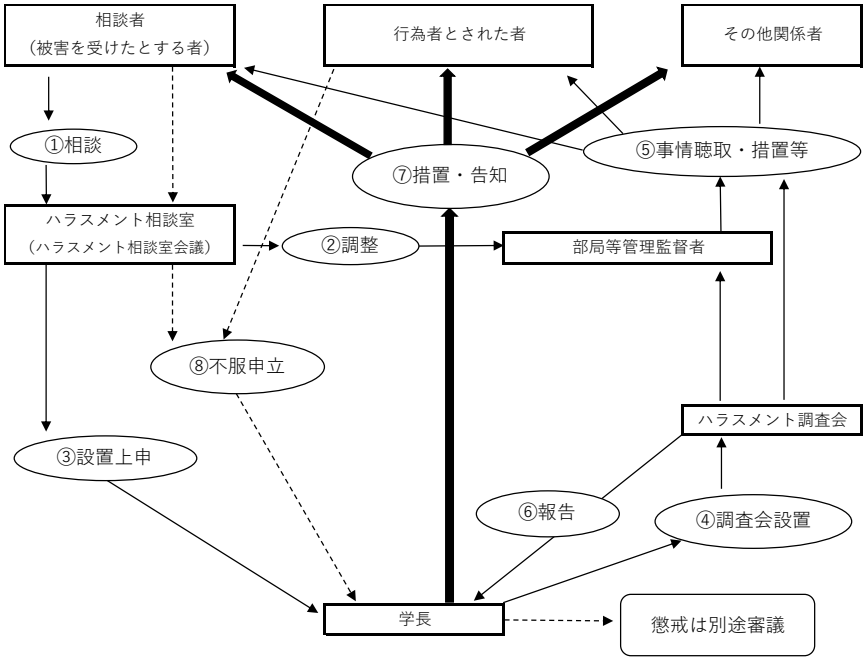 相談者
（被害を受けたとする者）
行為者とされた者
その他関係者
①相談
⑤事情聴取・措置等
⑦措置・告知
ハラスメント相談室
（ハラスメント相談室会議）
②調整
部局等管理監督者
⑧不服申立
ハラスメント調査会
③設置上申
⑥報告
④調査会設置
学長
懲戒は別途審議